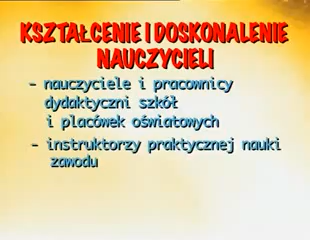 KSZTAŁCENIE I DOSKONALENIE
NAUCZYCIELI
- nauczyciele i pracownicy
dydaktyczni szkół
i placówek oświatowych
- instruktorzy praktycznej nauki
zawodu